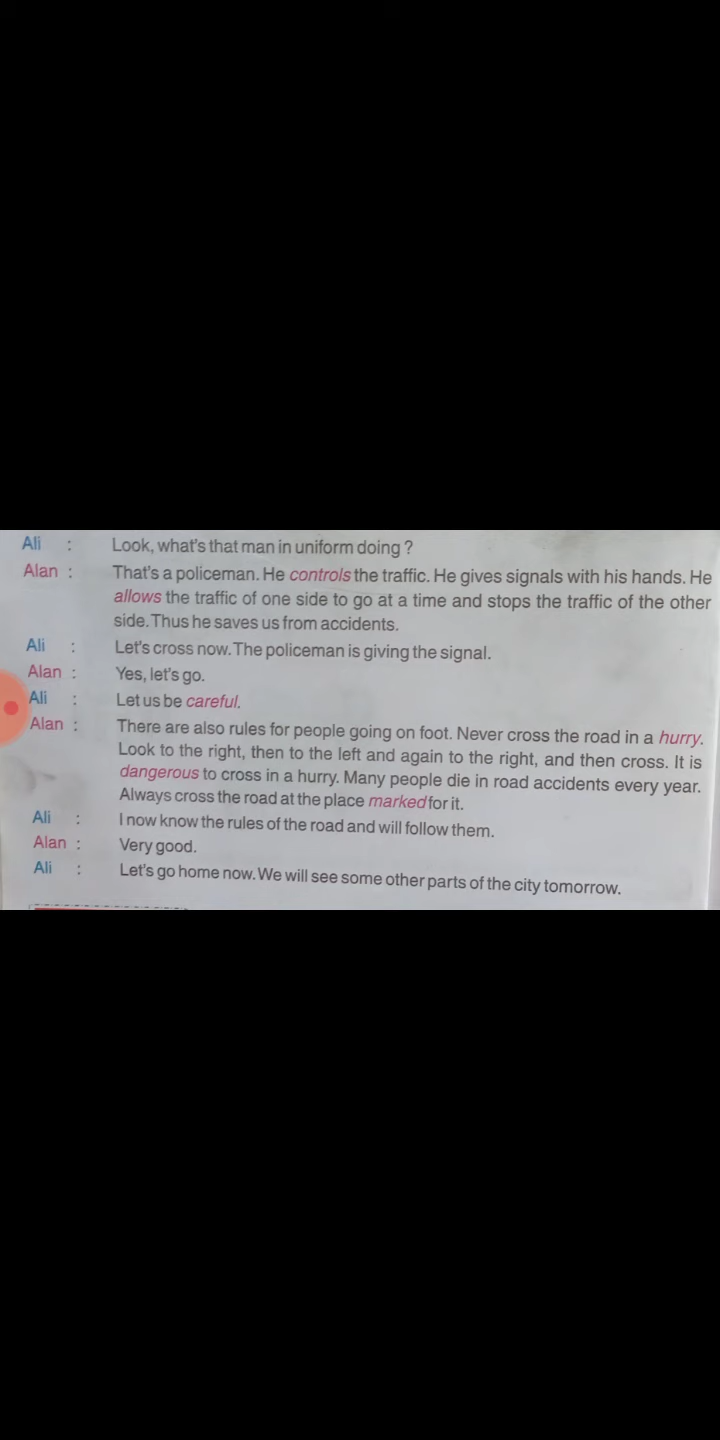 Ali : Look, what's that man in uniform doing ?
Alan : That's a policeman. He controls the traffic. He gives signals with his hands. He
allows the traffic of one side to go at a time and stops the traffic of the other
side. Thus he saves us from accidents.
Ali : Let's cross now. The policeman is giving the signal.
Alan : Yes, let's go.
Ali : Let us be careful.
Alan : There are also rules for people going on foot. Never cross the road in a hurry.
Look to the right, then to the left and again to the right, and then cross. It is
dangerous to cross in a hurry. Many people die in road accidents every year.
Always cross the road at the place marked for it.
Ali : I now know the rules of the road and will follow them.
Alan : Very good.
Ali : Let's go home now. We will see some other parts of the city tomorrow.